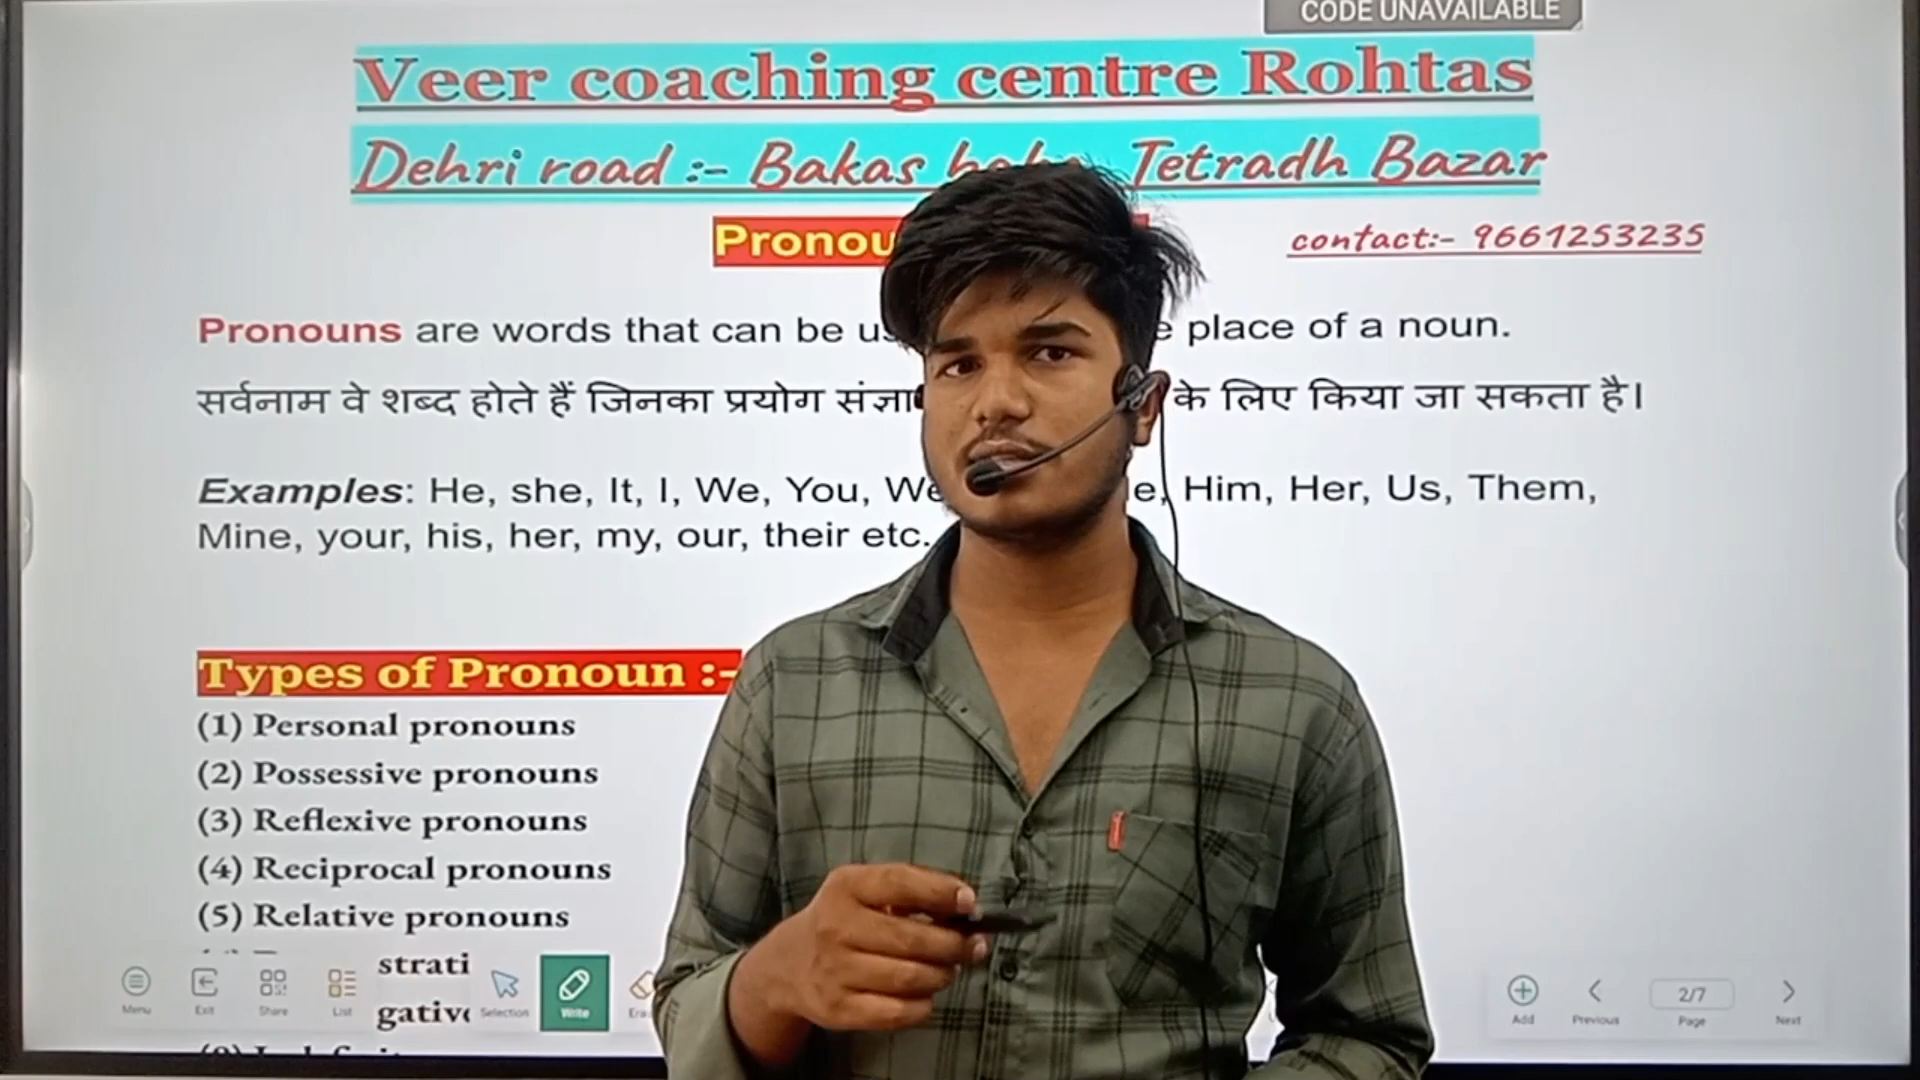 CODE UNAVAILABLE
Veer coaching centre Rohtas
Dehri road :- Bakas Tetradh Bazar
contact:- 9661253235
Pronouns are words that can be place of a noun.
सर्वनाम वे शब्द होते हैं जिनका प्रयोग संज्ञा के लिए किया जा सकता है।
Examples: He, she, It, I, We, You, Him, Her, Us, Them,
Mine, your, his, her, my, our, their etc.
Types of Pronoun :-
(1) Personal pronouns
(2) Possessive pronouns
(3) Reflexive pronouns
(4) Reciprocal pronouns
(5) Relative pronouns
Menu Exit Share List Selection Write Add Previous 2/7 Page Next